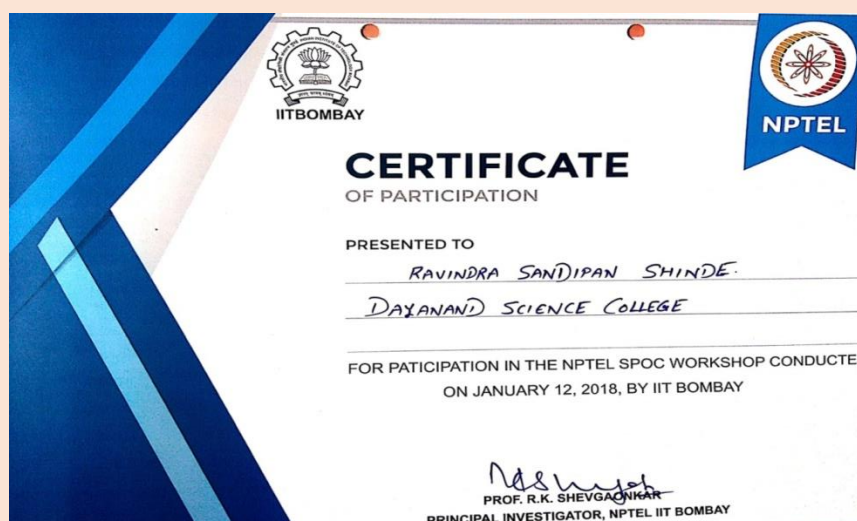 IITBOMBAY
NPTEL
CERTIFICATE
OF PARTICIPATION
PRESENTED TO
RAVINDRA SANDIPAN SHINDE.
DAYANAND SCIENCE COLLEGE
FOR PATICIPATION IN THE NPTEL SPOC WORKSHOP CONDUCTE
ON JANUARY 12, 2018, BY IIT BOMBAY
PROF. R.K. SHEVGAONKAR
PRINCIPAL INVESTIGATOR, NPTEL IIT BOMBAY